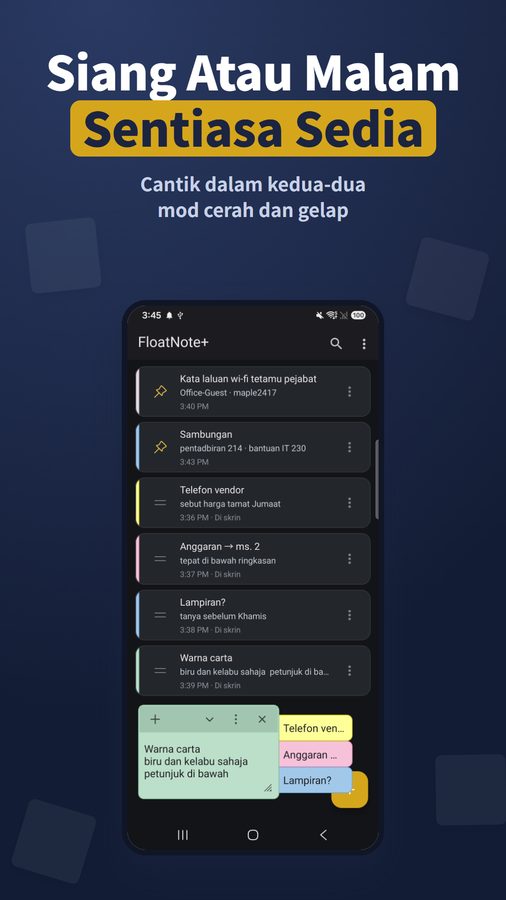 Siang Atau Malam
Sentiasa Sedia
Cantik dalam kedua-dua
mod cerah dan gelap
3:45
100
FloatNote+
Kata laluan wi-fi tetamu pejabat
Office-Guest · maple2417
3:40 PM
Sambungan
pentadbiran 214 · bantuan IT 230
3:43 PM
Telefon vendor
sebut harga tamat Jumaat
3:36 PM · Di skrin
Anggaran → ms. 2
tepat di bawah ringkasan
3:37 PM · Di skrin
Lampiran?
tanya sebelum Khamis
3:38 PM · Di skrin
Warna carta
biru dan kelabu sahaja petunjuk di ba...
3:39 PM · Di skrin
Warna carta
biru dan kelabu sahaja
petunjuk di bawah
Telefon ven...
Anggaran ...
Lampiran?